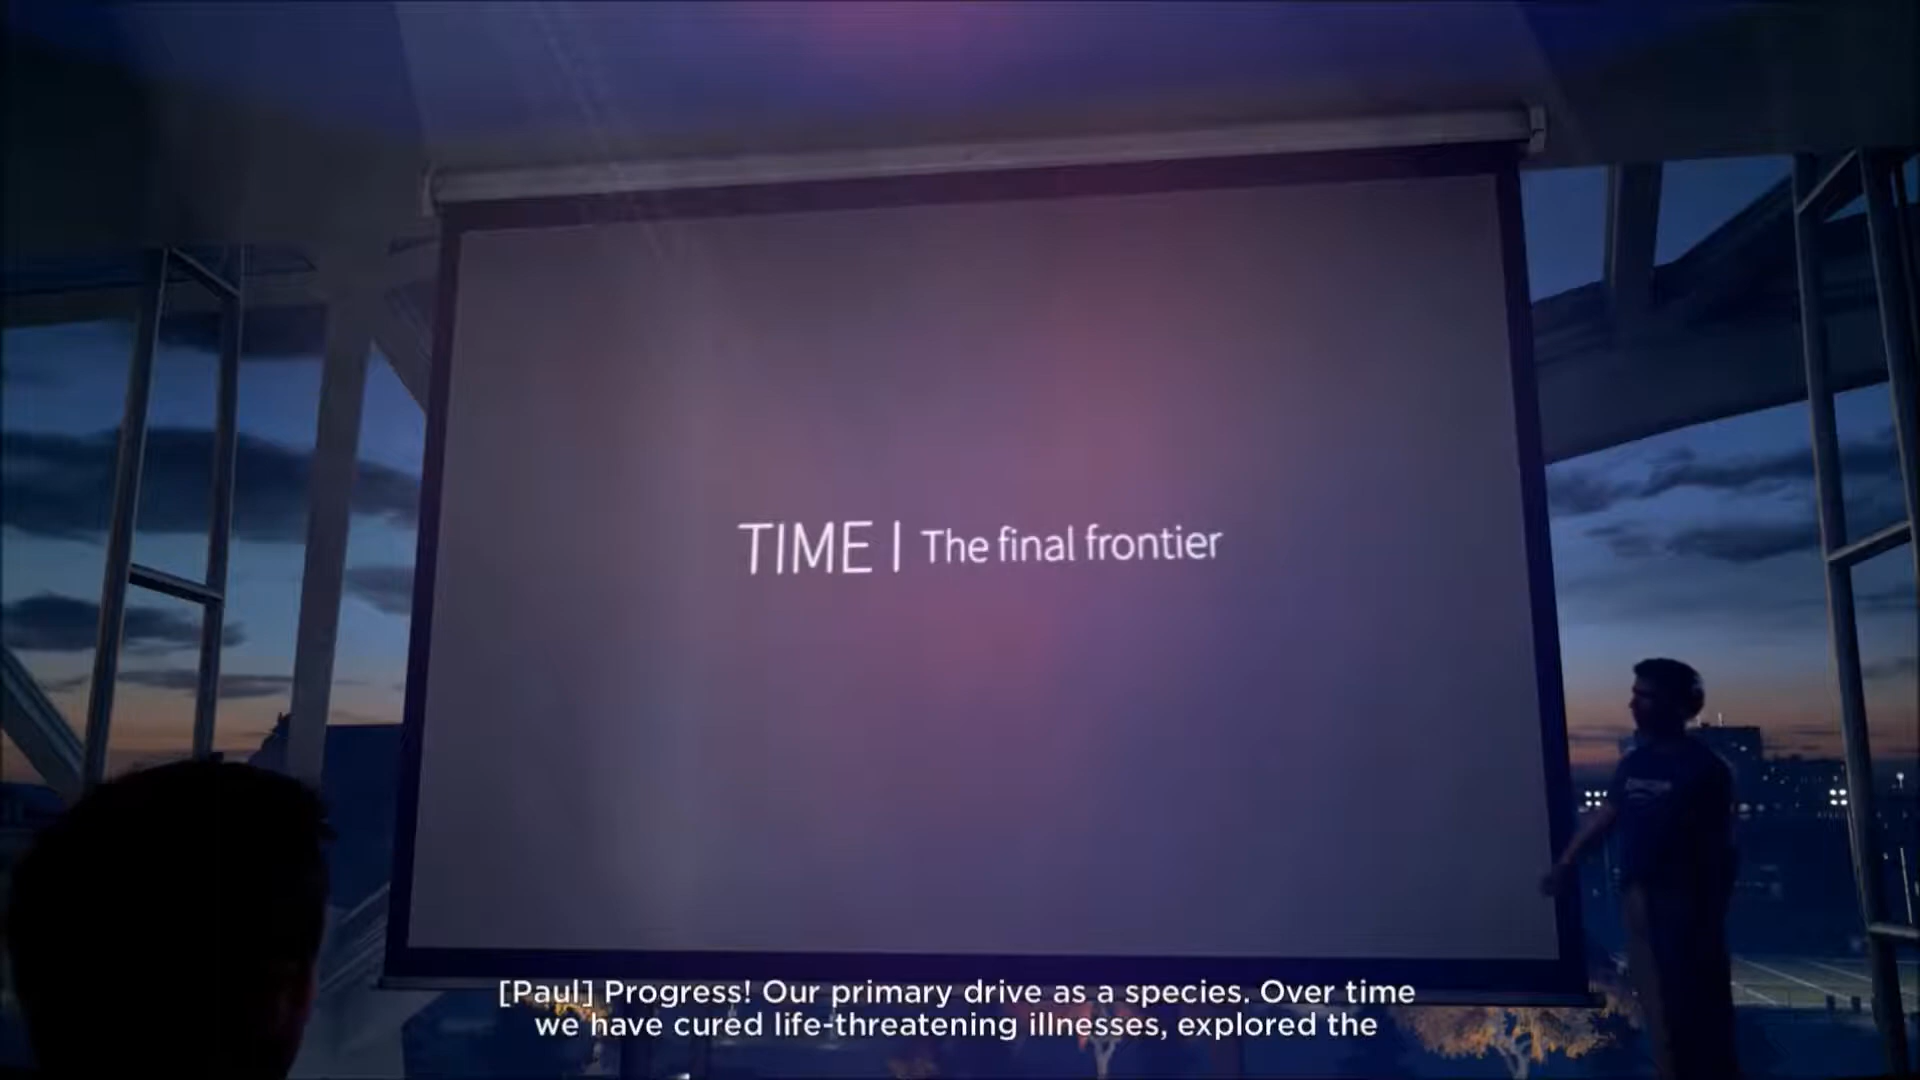 TIME | The final frontier
[Paul] Progress! Our primary drive as a species. Over time
we have cured life-threatening illnesses, explored the